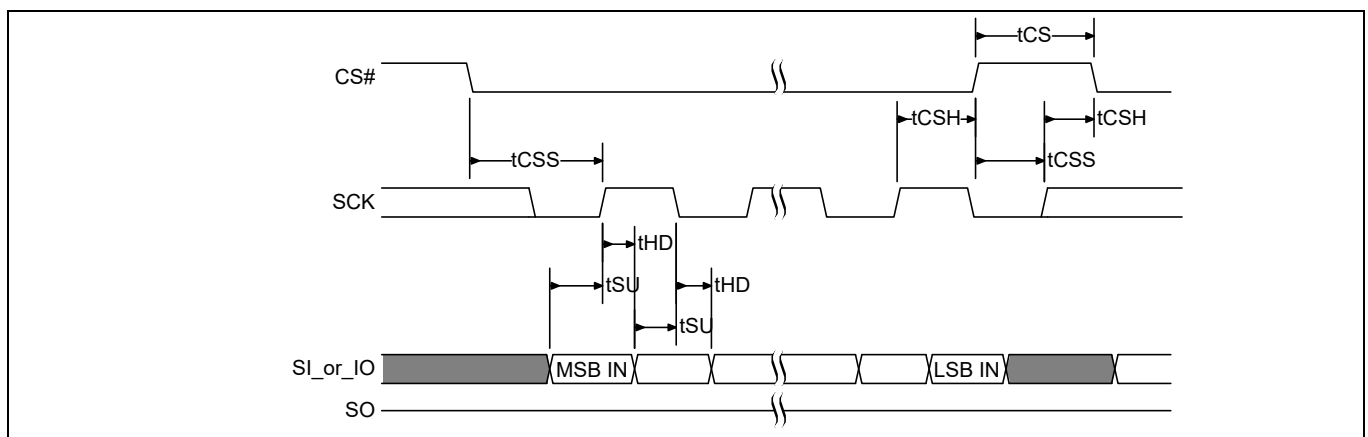 tCS
CS#
tCSH
tCSH
tCSS
tCSS
SCK
tHD
tSU
tHD
tSU
SI_or_IO
MSB IN
LSB IN
SO